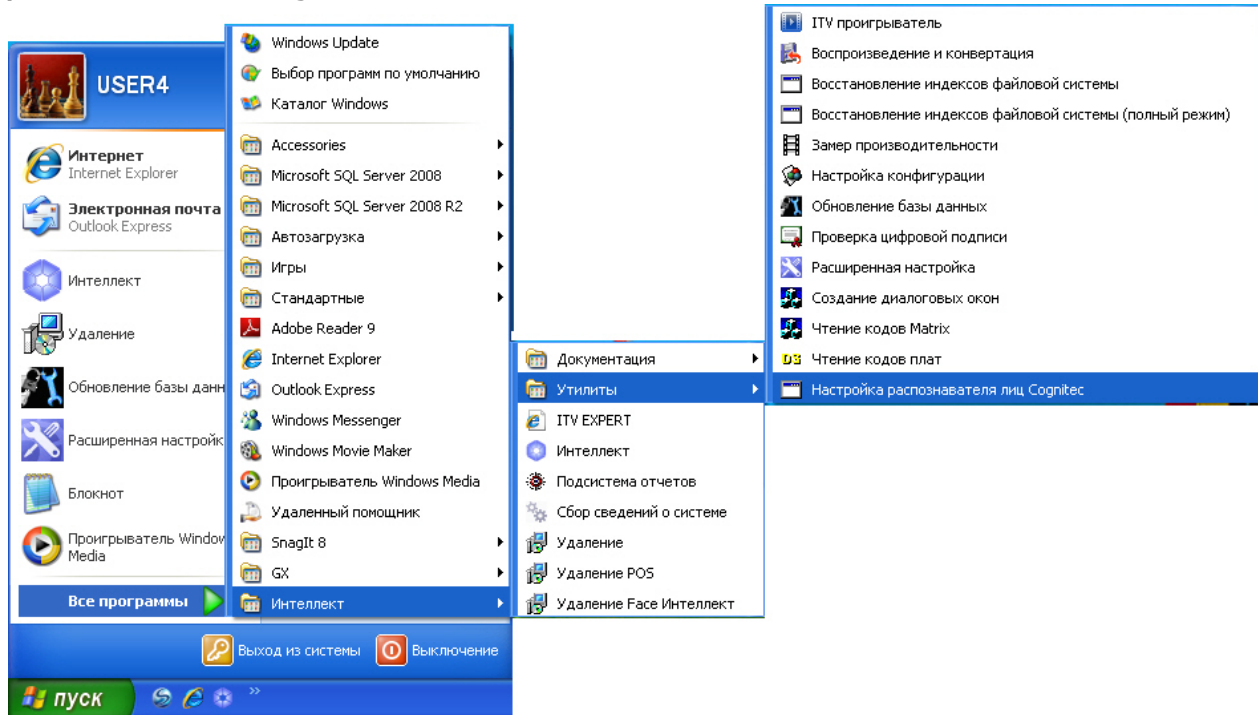 USER4
Интернет
Internet Explorer
Электронная почта
Outlook Express
Интеллект
Удаление
Обновление базы данн
Расширенная настройк
Блокнот
Проигрыватель Window
Media
Все программы
Выход из системы
Выключение
пуск
»
Windows Update
Выбор программ по умолчанию
Каталог Windows
Accessories
Microsoft SQL Server 2008
Microsoft SQL Server 2008 R2
Автозагрузка
Игры
Стандартные
Adobe Reader 9
Internet Explorer
Outlook Express
Windows Messenger
Windows Movie Maker
Проигрыватель Windows Media
Удаленный помощник
SnagIt 8
GX
Интеллект
Документация
Утилиты
ITV EXPERT
Интеллект
Подсистема отчетов
Сбор сведений о системе
Удаление
Удаление POS
Удаление Face Интеллект
ITV проигрыватель
Воспроизведение и конвертация
Восстановление индексов файловой системы
Восстановление индексов файловой системы (полный режим)
Замер производительности
Настройка конфигурации
Обновление базы данных
Проверка цифровой подписи
Расширенная настройка
Создание диалоговых окон
Чтение кодов Matrix
Чтение кодов плат
Настройка распознавателя лиц Cognitec